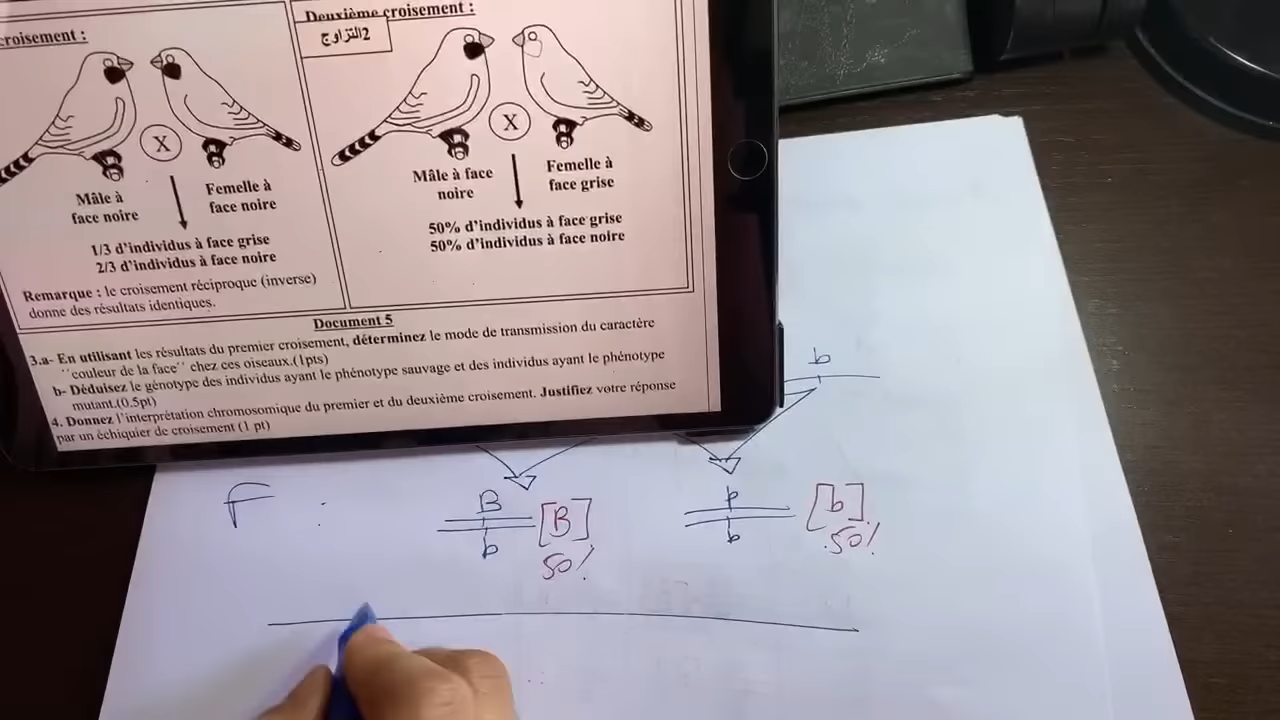 croisement :
Deuxième croisement :
التزاوج2
X
X
Mâle à
face noire
Femelle à
face noire
1/3 d'individus à face grise
2/3 d'individus à face noire
Remarque : le croisement réciproque (inverse)
donne des résultats identiques.
Mâle à face
noire
Femelle à
face grise
50% d'individus à face grise
50% d'individus à face noire
Document 5
3.a- En utilisant les résultats du premier croisement, déterminez le mode de transmission du caractère
''couleur de la face'' chez ces oiseaux.(1pts)
b- Déduisez le génotype des individus ayant le phénotype sauvage et des individus ayant le phénotype
mutant.(0.5pt)
4. Donnez l'interprétation chromosomique du premier et du deuxième croisement. Justifiez votre réponse
par un échiquier de croisement (1 pt)
b
F :
B
b
[B]
50%
b
b
[b]
50%